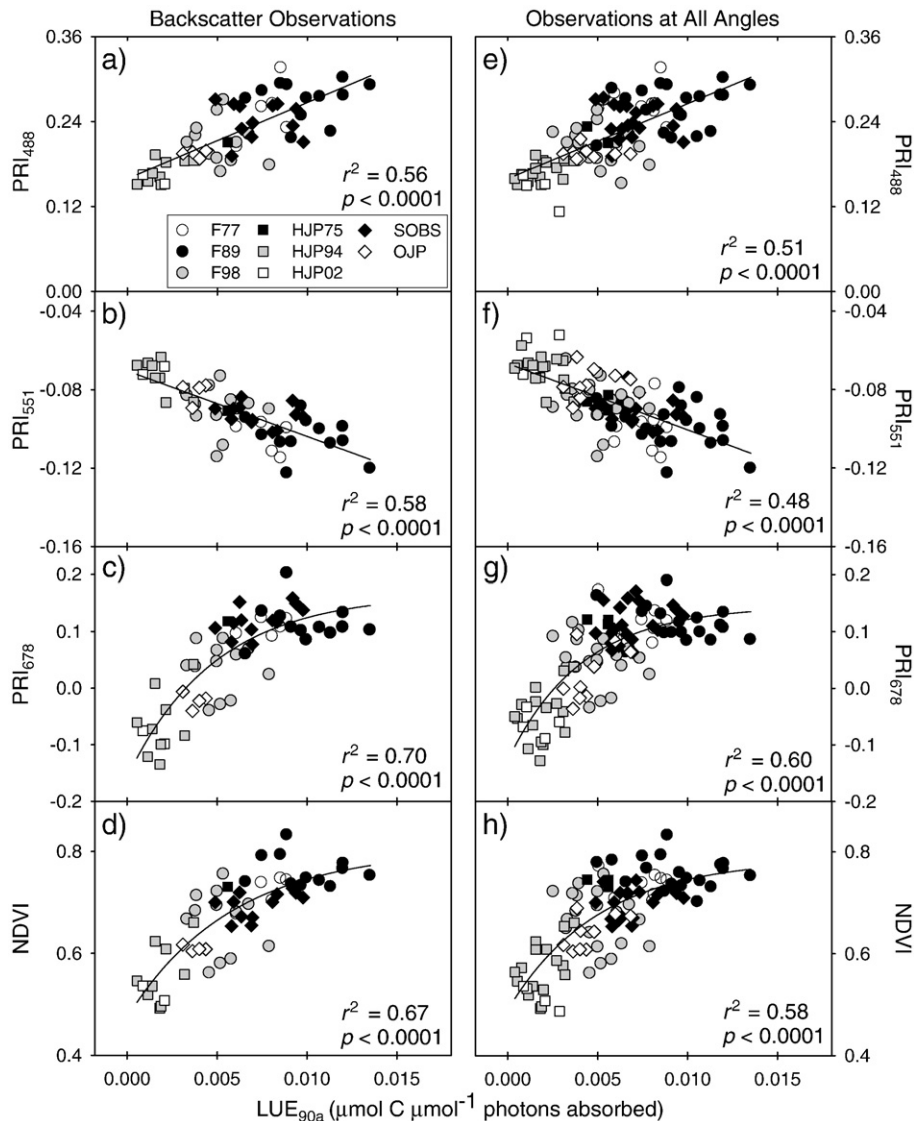 Backscatter Observations
Observations at All Angles
a)
0.36
0.24
0.12
0.00
PRI488
r2 = 0.56
p < 0.0001
F77
F89
F98
HJP75
HJP94
HJP02
SOBS
OJP
e)
0.36
0.24
0.12
0.00
PRI488
r2 = 0.51
p < 0.0001
b)
-0.04
-0.08
-0.12
-0.16
PRI551
r2 = 0.58
p < 0.0001
f)
-0.04
-0.08
-0.12
-0.16
PRI551
r2 = 0.48
p < 0.0001
c)
0.2
0.1
0.0
-0.1
-0.2
PRI678
r2 = 0.70
p < 0.0001
g)
0.2
0.1
0.0
-0.1
-0.2
PRI678
r2 = 0.60
p < 0.0001
d)
0.8
0.6
0.4
NDVI
r2 = 0.67
p < 0.0001
h)
0.8
0.6
0.4
NDVI
r2 = 0.58
p < 0.0001
0.000 0.005 0.010 0.015
0.000 0.005 0.010 0.015
LUE90a (μmol C μmol-1 photons absorbed)